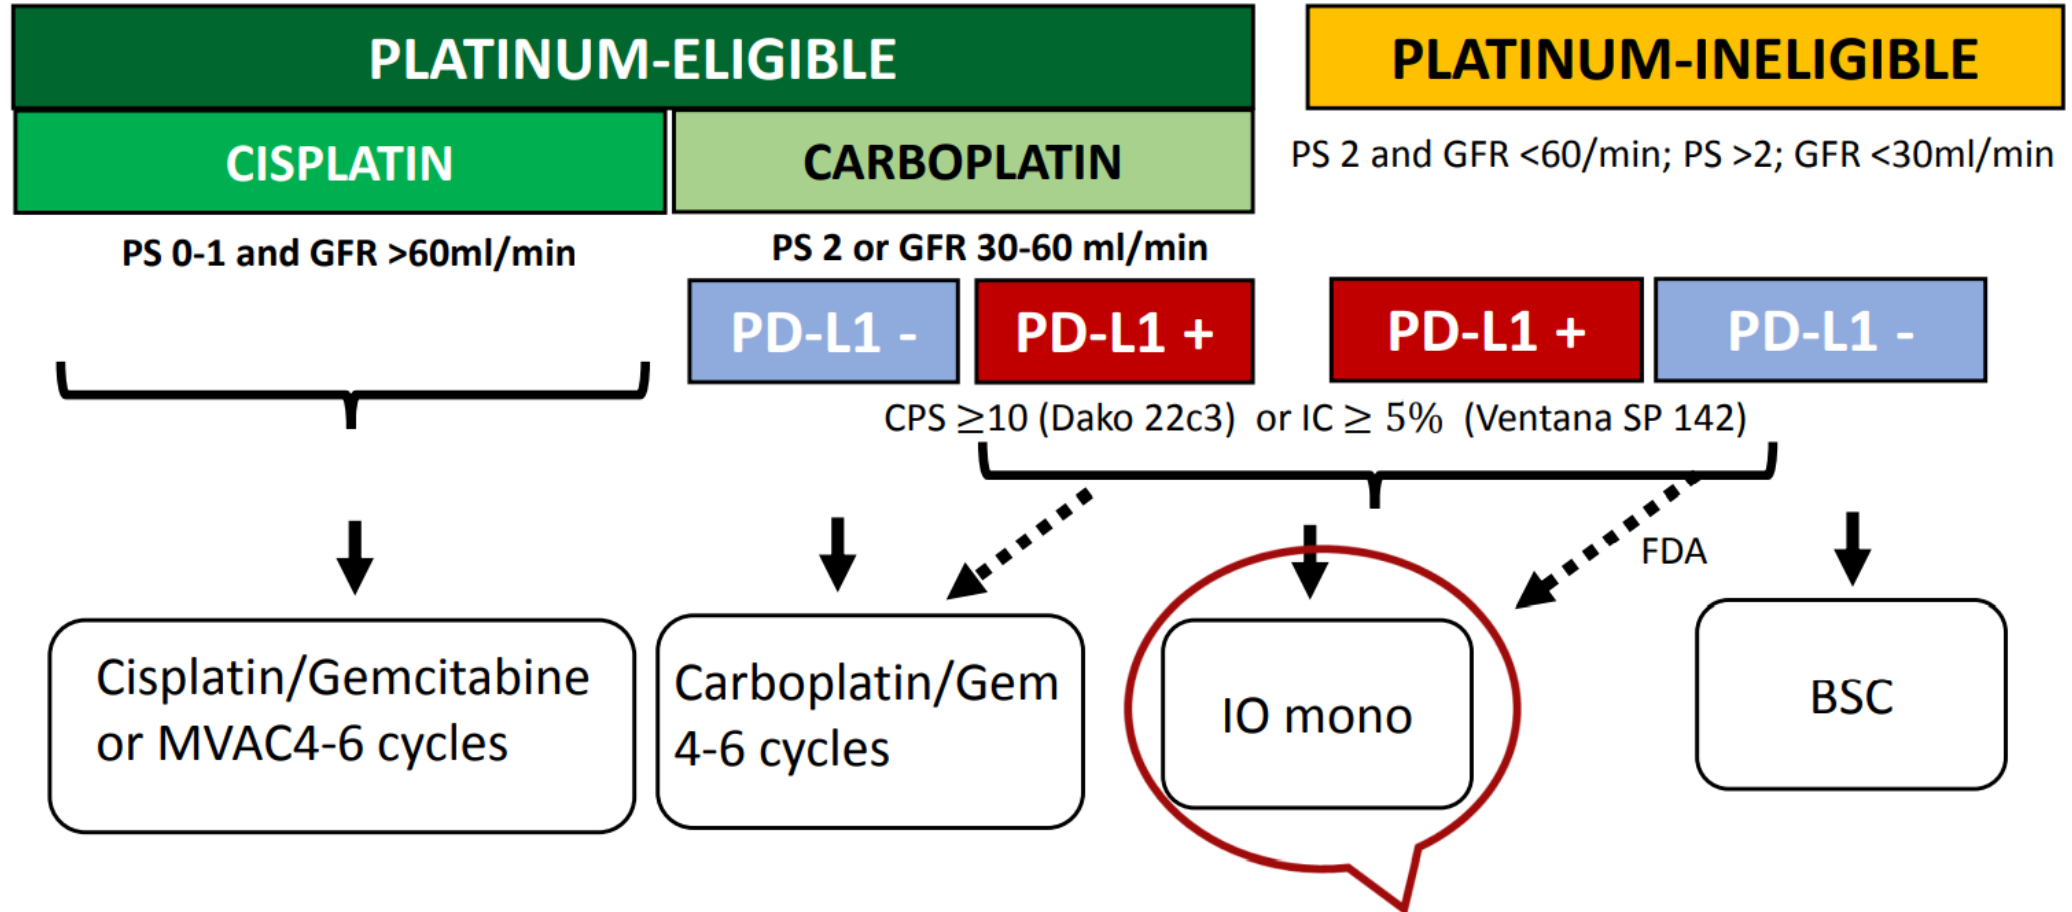 PLATINUM-ELIGIBLE
PLATINUM-INELIGIBLE
CISPLATIN
CARBOPLATIN
PS 2 and GFR <60/min; PS >2; GFR <30ml/min
PS 0-1 and GFR >60ml/min
PS 2 or GFR 30-60 ml/min
PD-L1 -
PD-L1 +
PD-L1 +
PD-L1 -
CPS ≥10 (Dako 22c3) or IC ≥ 5% (Ventana SP 142)
FDA
Cisplatin/Gemcitabine
or MVAC4-6 cycles
Carboplatin/Gem
4-6 cycles
IO mono
BSC